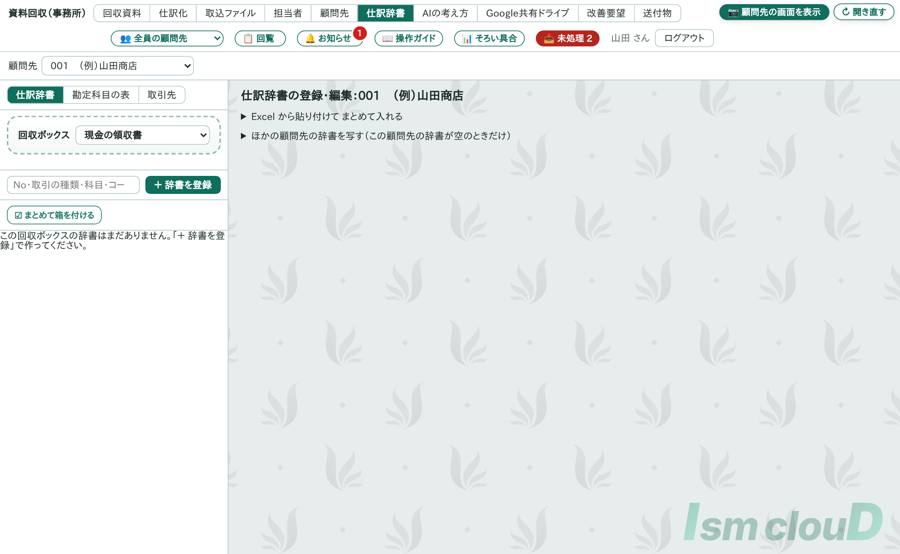 資料回収(事務所)
回収資料
仕訳化
取込ファイル
担当者
顧問先
仕訳辞書
AIの考え方
Google共有ドライブ
改善要望
送付物
📷 顧問先の画面を表示
↻ 開き直す
👥 全員の顧問先
📋 回覧
🔔 お知らせ 1
📖 操作ガイド
📊 そろい具合
📥 未処理 2
山田 さん
ログアウト
顧問先
001 (例)山田商店
仕訳辞書
勘定科目の表
取引先
回収ボックス
現金の領収書
No・取引の種類・科目・コー
+ 辞書を登録
☑ まとめて箱を付ける
この回収ボックスの辞書はまだありません。「+ 辞書を登
録」で作ってください。
仕訳辞書の登録・編集:001 (例)山田商店
▶ Excel から貼り付けて まとめて入れる
▶ ほかの顧問先の辞書を写す(この顧問先の辞書が空のときだけ)
Ism clouD